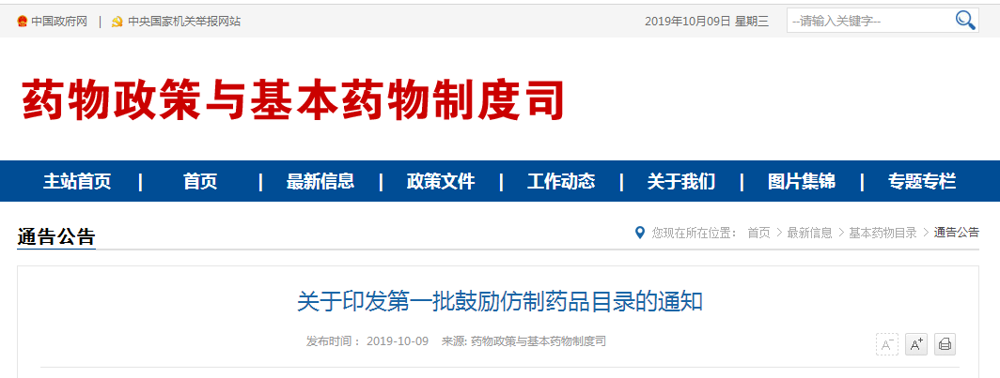 中国政府网 | 中央国家机关举报网站 2019年10月09日 星期三 --请输入关键字--
药物政策与基本药物制度司
主站首页 | 首页 | 最新信息 | 政策文件 | 工作动态 | 关于我们 | 图片集锦 | 专题专栏
通告公告 您现在所在位置： 首页 > 最新信息 > 基本药物目录 > 通告公告
关于印发第一批鼓励仿制药品目录的通知
发布时间： 2019-10-09 来源: 药物政策与基本药物制度司 A- A+